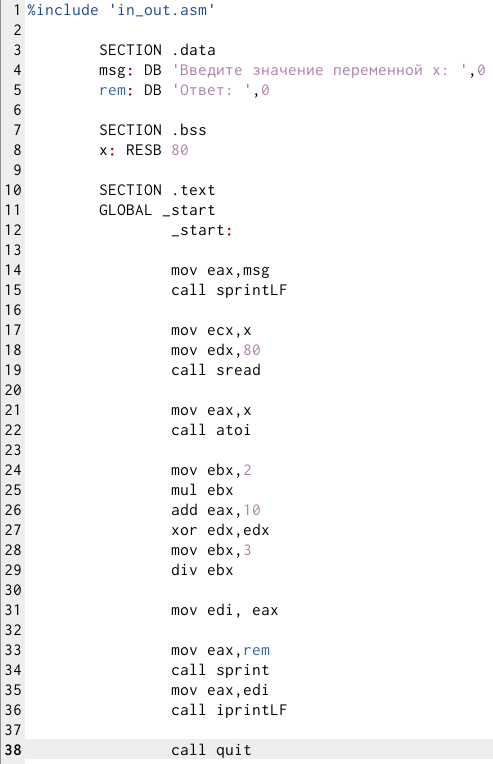 1 %include 'in_out.asm'
2
3 SECTION .data
4 msg: DB 'Введите значение переменной x: ',0
5 rem: DB 'Ответ: ',0
6
7 SECTION .bss
8 x: RESB 80
9
10 SECTION .text
11 GLOBAL _start
12 _start:
13
14 mov eax,msg
15 call sprintLF
16
17 mov ecx,x
18 mov edx,80
19 call sread
20
21 mov eax,x
22 call atoi
23
24 mov ebx,2
25 mul ebx
26 add eax,10
27 xor edx,edx
28 mov ebx,3
29 div ebx
30
31 mov edi, eax
32
33 mov eax,rem
34 call sprint
35 mov eax,edi
36 call iprintLF
37
38 call quit